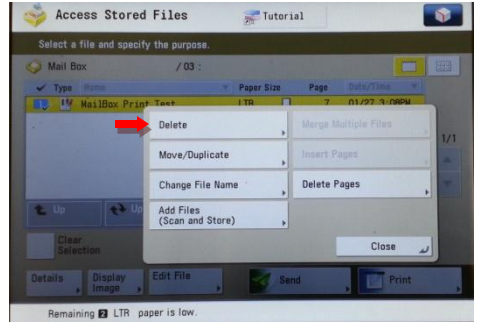 Access Stored Files
Tutorial
Select a file and specify the purpose.
Mail Box / 03 :
Type Name Paper Size Page Date/Time
MailBox Print Test LTR 7 01/27 3:08PM
Delete
Merge Multiple Files
1/1
Move/Duplicate
Insert Pages
Change File Name
Delete Pages
Up
Up
Add Files
(Scan and Store)
Clear
Selection
Close
Details
Display
Image
Edit File
Send
Print
Remaining 2 LTR paper is low.